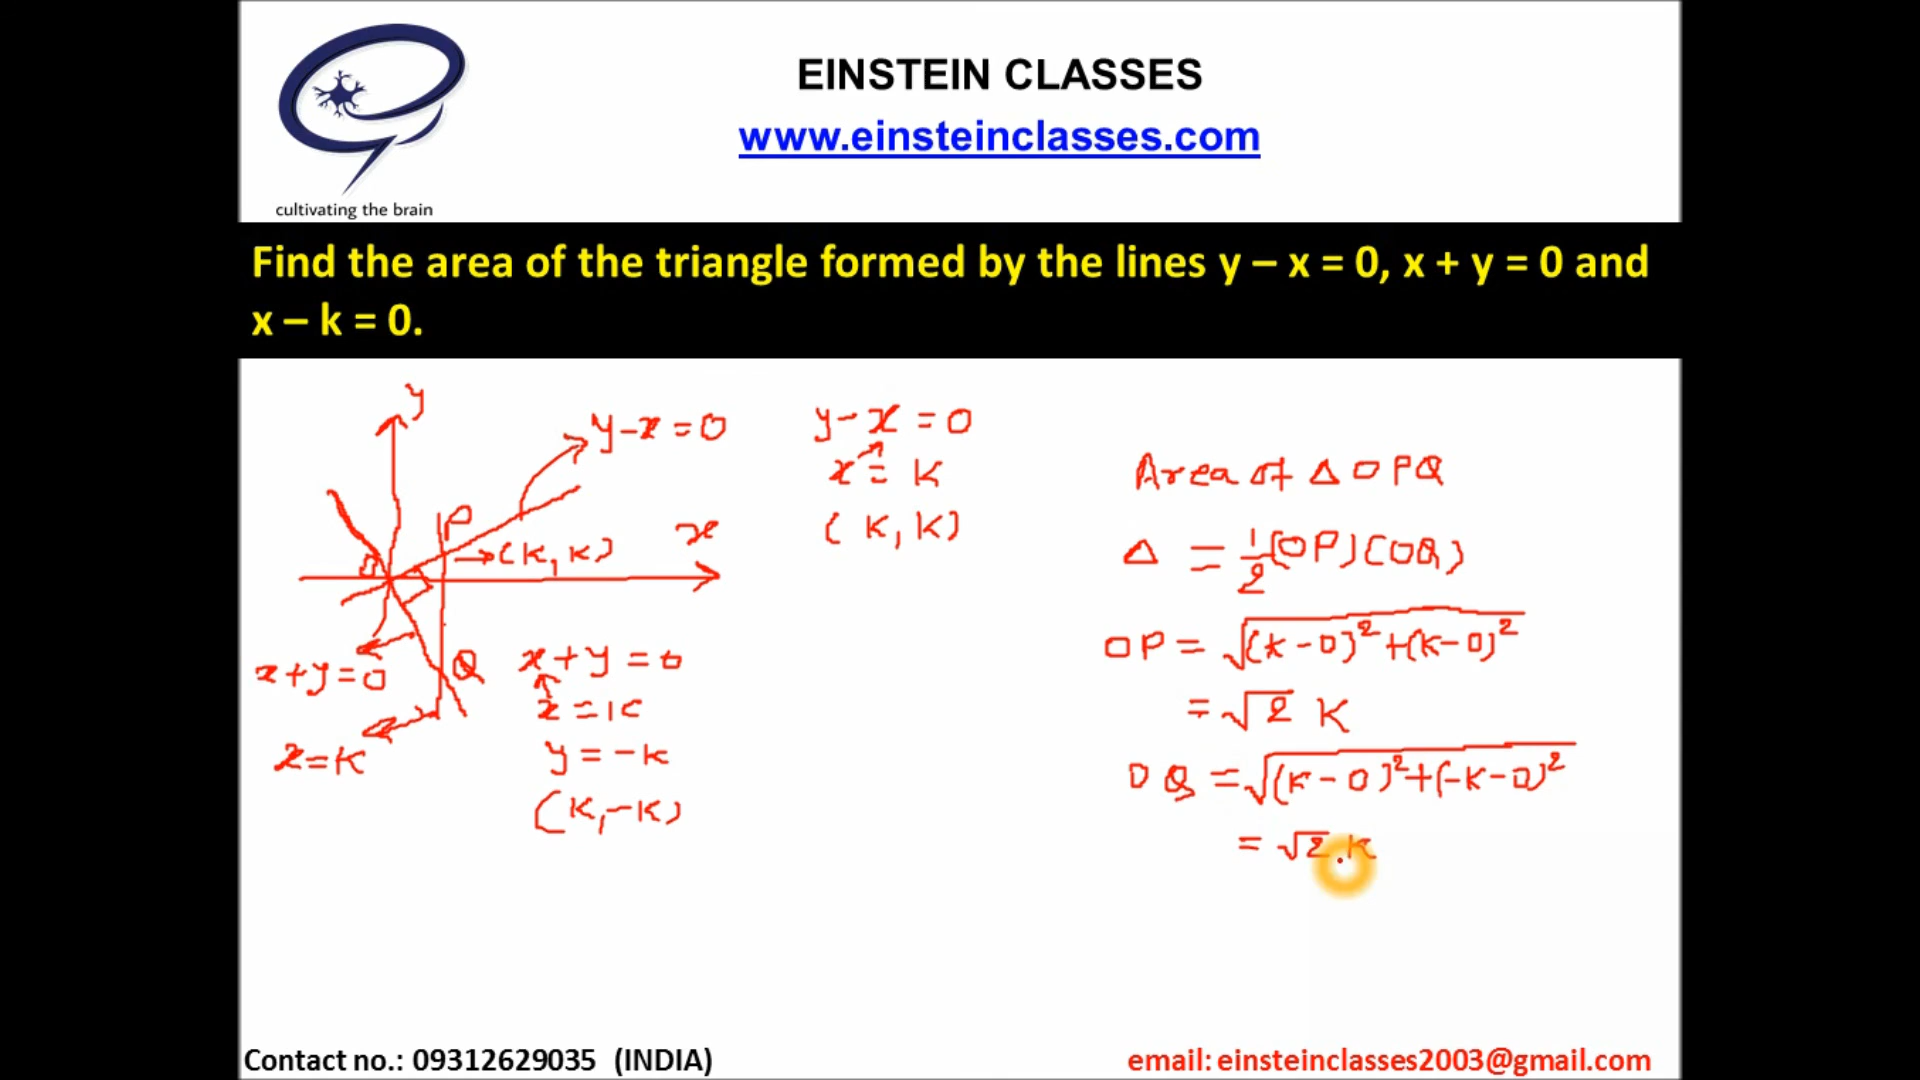 cultivating the brain
EINSTEIN CLASSES
www.einsteinclasses.com
Find the area of the triangle formed by the lines y – x = 0, x + y = 0 and
x – k = 0.
y
y-x=0
P
x
O
→(k, k)
x+y=0
Q
x=k
y-x=0
x=k
(k, k)
x+y=0
x=k
y=-k
(k,-k)
Area of Δ OPQ
Δ = 1/2 (OP)(OQ)
OP = √(k-0)²+(k-0)²
= √2 k
OQ = √(k-0)²+(-k-0)²
= √2.k
Contact no.: 09312629035 (INDIA)
email: einsteinclasses2003@gmail.com